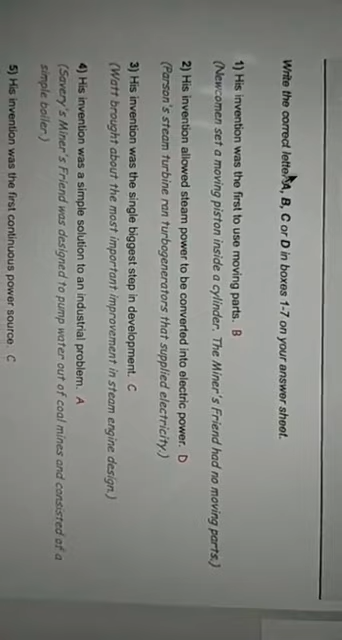 Write the correct letter A, B, C or D in boxes 1-7 on your answer sheet.
1) His invention was the first to use moving parts. B
(Newcomen set a moving piston inside a cylinder. The Miner's Friend had no moving parts.)
2) His invention allowed steam power to be converted into electric power. D
(Parson's steam turbine ran turbogenerators that supplied electricity.)
3) His invention was the single biggest step in development. C
(Watt brought about the most important improvement in steam engine design.)
4) His invention was a simple solution to an industrial problem. A
(Savery's Miner's Friend was designed to pump water out of coal mines and consisted of a
simple boiler.)
5) His invention was the first continuous power source. C